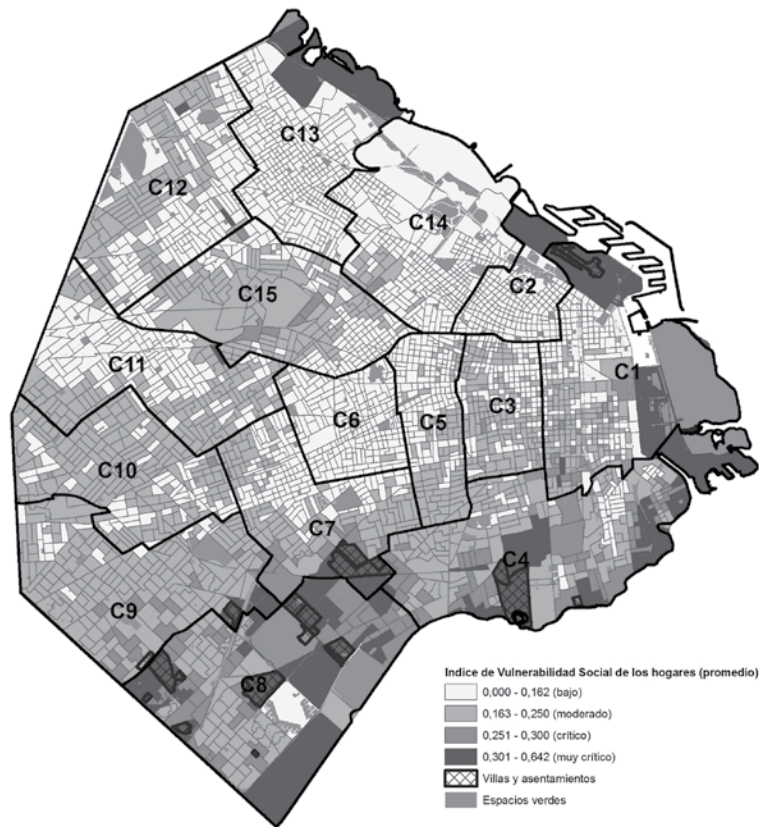 C13
C12
C14
C15
C2
C11
C1
C6
C5
C3
C10
C7
C4
C9
C8
Indice de Vulnerabilidad Social de los hogares (promedio)
0,000 - 0,162 (bajo)
0,163 - 0,250 (moderado)
0,251 - 0,300 (crítico)
0,301 - 0,642 (muy crítico)
Villas y asentamientos
Espacios verdes